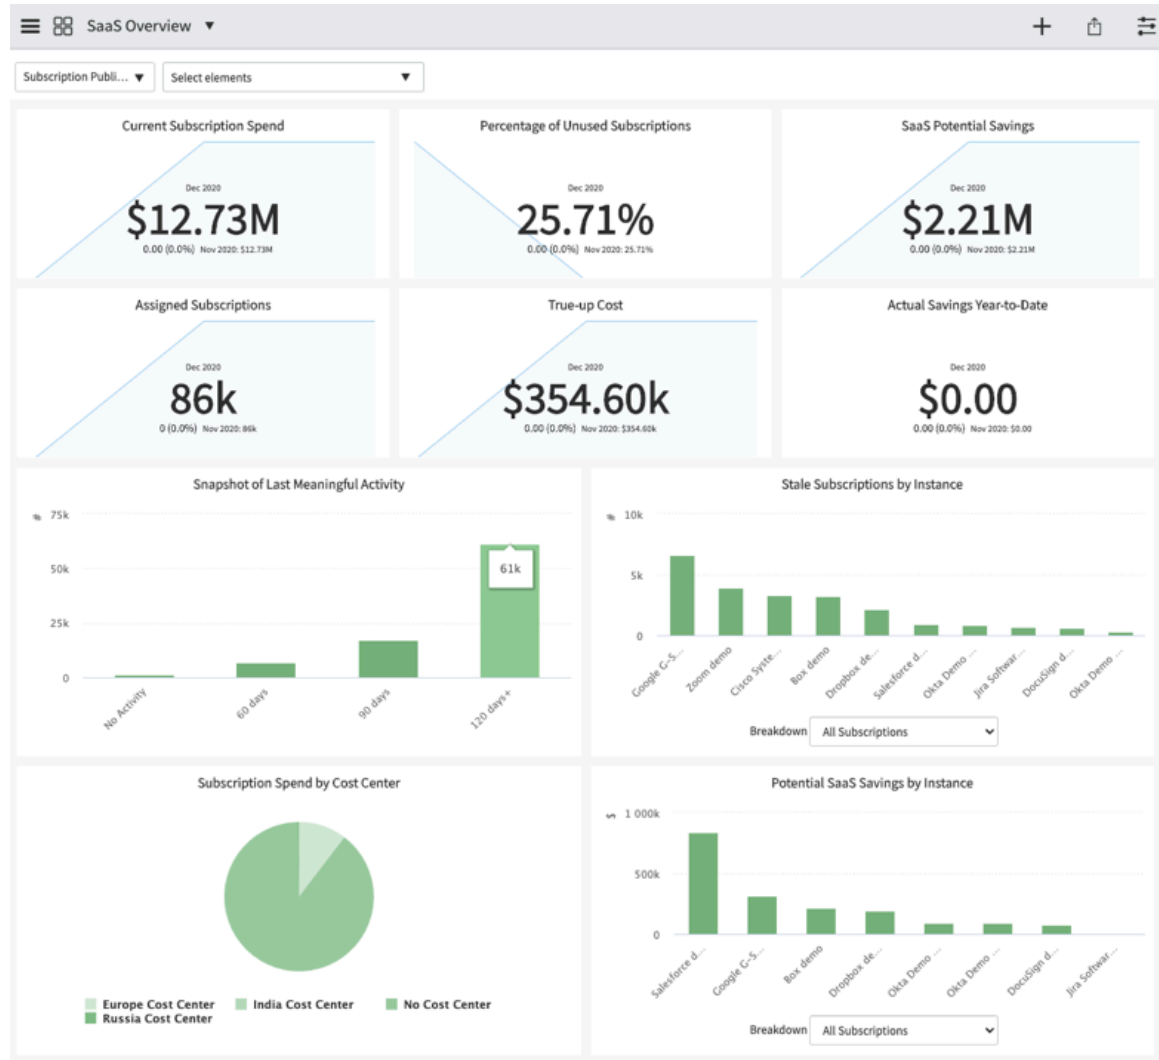 SaaS Overview ▼
Subscription Publi... ▼ Select elements ▼
Current Subscription Spend
Dec 2020
$12.73M
0.00 (0.0%) Nov 2020: $12.73M
Percentage of Unused Subscriptions
Dec 2020
25.71%
0.00 (0.0%) Nov 2020: 25.71%
SaaS Potential Savings
Dec 2020
$2.21M
0.00 (0.0%) Nov 2020: $2.21M
Assigned Subscriptions
Dec 2020
86k
0 (0.0%) Nov 2020: 86k
True-up Cost
Dec 2020
$354.60k
0.00 (0.0%) Nov 2020: $354.60k
Actual Savings Year-to-Date
Dec 2020
$0.00
0.00 (0.0%) Nov 2020: $0.00
Snapshot of Last Meaningful Activity
#
75k
50k
25k
0
61k
No Activity
60 days
90 days
120 days+
Stale Subscriptions by Instance
#
10k
5k
0
Google G-S...
Zoom demo
Cisco Syste...
Box demo
Dropbox de...
Salesforce d...
Okta Demo ...
Jira Softwar...
DocuSign d...
Okta Demo ...
Breakdown All Subscriptions
Subscription Spend by Cost Center
Europe Cost Center India Cost Center No Cost Center
Russia Cost Center
Potential SaaS Savings by Instance
$
1 000k
500k
0
Salesforce d...
Google G-S...
Box demo
Dropbox de...
Okta Demo ...
Okta Demo ...
DocuSign d...
Jira Softwar...
Breakdown All Subscriptions